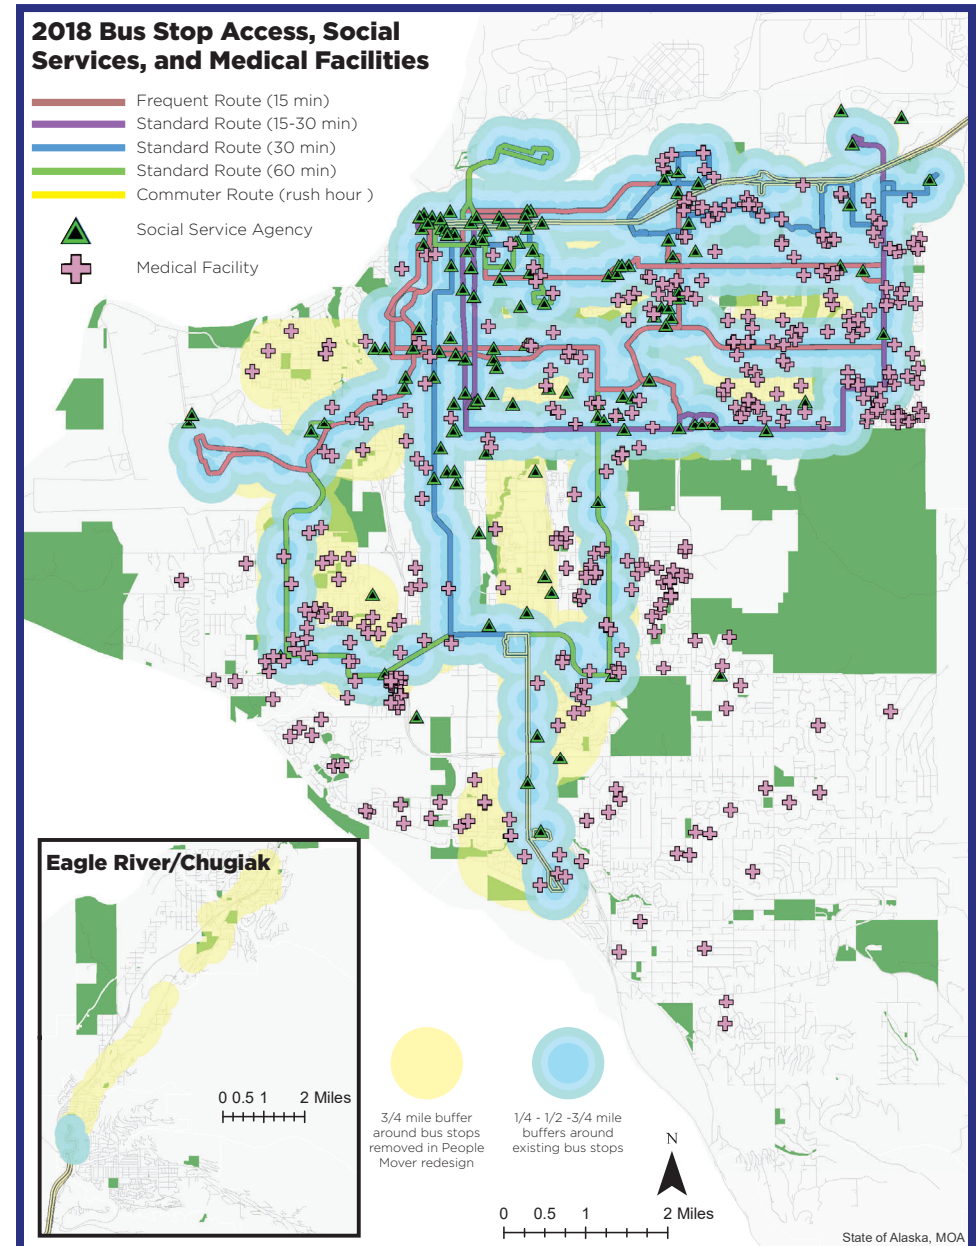 2018 Bus Stop Access, Social
Services, and Medical Facilities
Frequent Route (15 min)
Standard Route (15-30 min)
Standard Route (30 min)
Standard Route (60 min)
Commuter Route (rush hour )
Social Service Agency
Medical Facility
Eagle River/Chugiak
0 0.5 1 2 Miles
3/4 mile buffer
around bus stops
removed in People
Mover redesign
1/4 - 1/2 -3/4 mile
buffers around
existing bus stops
N
0 0.5 1 2 Miles
State of Alaska, MOA